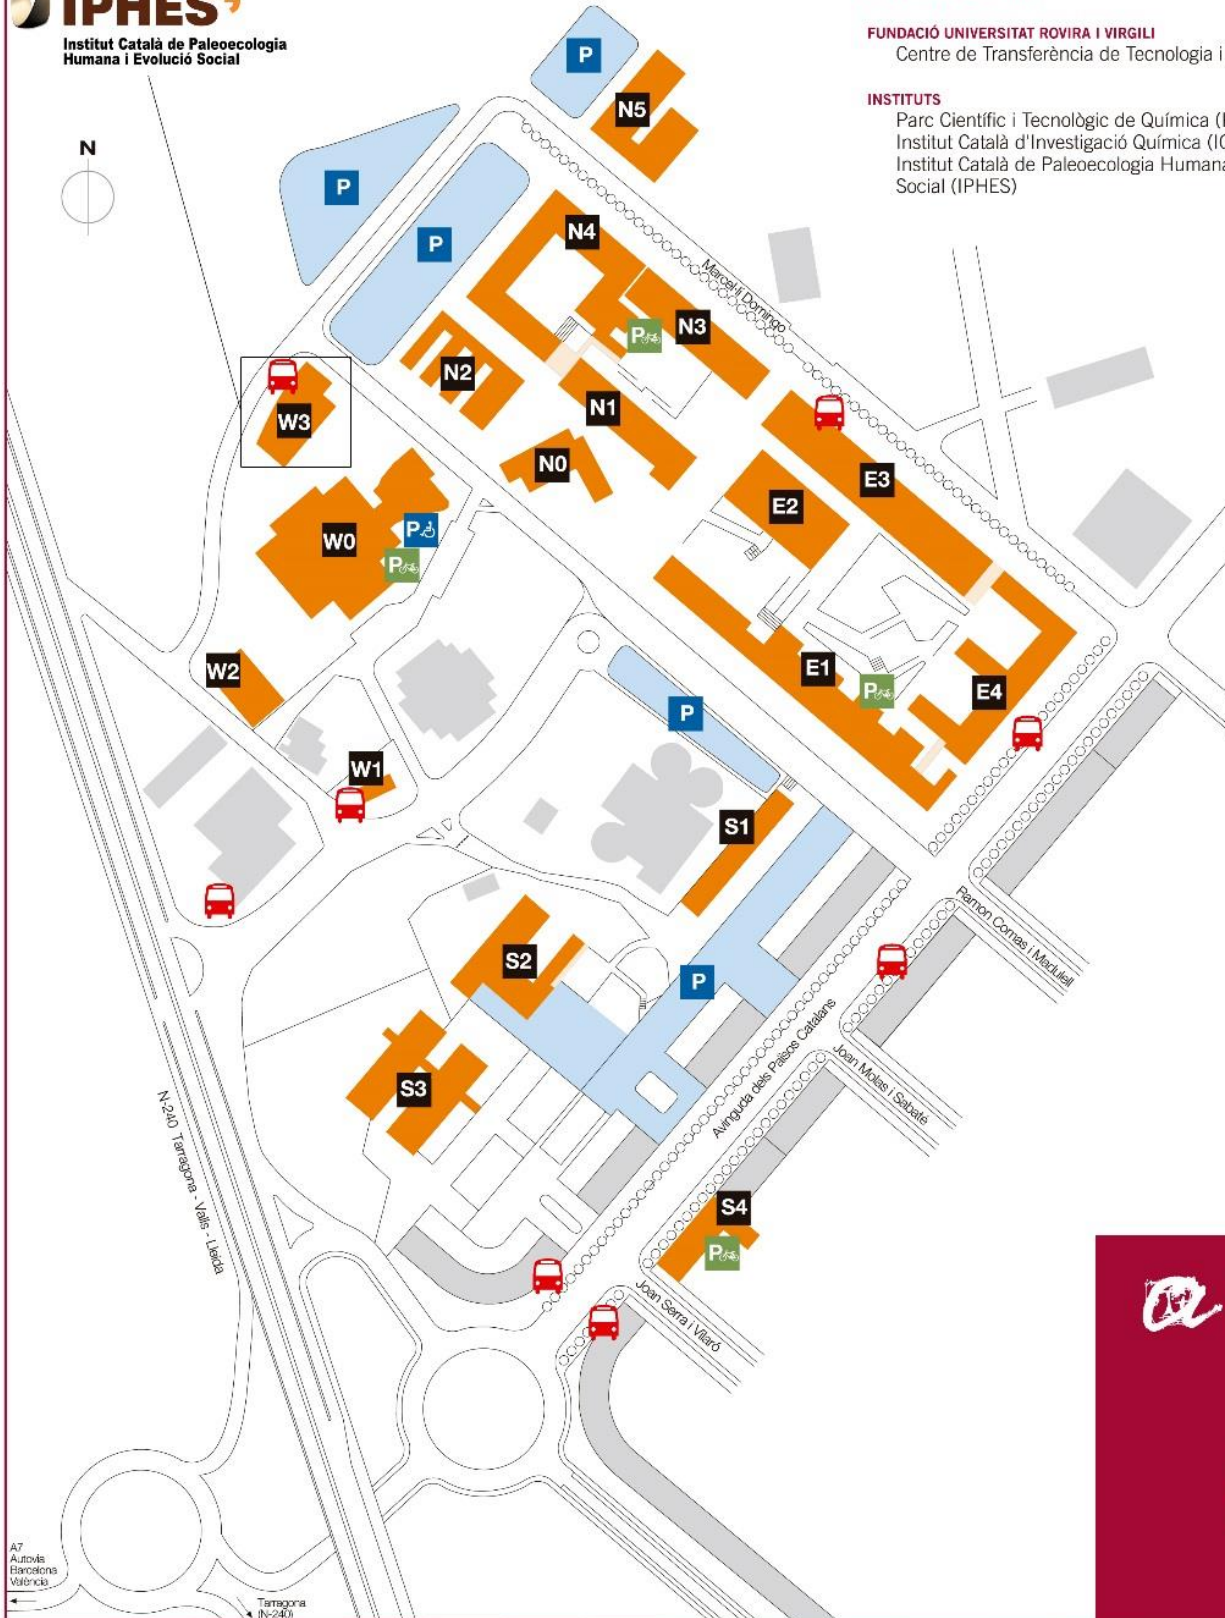 IPHES
Institut Català de Paleoecologia
Humana i Evolució Social
FUNDACIÓ UNIVERSITAT ROVIRA I VIRGILI
Centre de Transferència de Tecnologia i
INSTITUTS
Parc Científic i Tecnològic de Química (
Institut Català d'Investigació Química (
Institut Català de Paleoecologia Humana
Social (IPHES)
N
P
N5
P
P
N4
Marcel·lí Domingo
N3
P
N2
W3
N1
N0
E3
E2
W0
P
P
W2
E1
P
E4
P
W1
S1
Ramon Comas i Maduell
S2
P
Avinguda dels Països Catalans
Joan Molas i Sabaté
S3
N-240 Tarragona - Valls - Lleida
S4
P
Joan Serra i Vilaró
A7
Autovia
Barcelona
València
Tarragona
(N-240)